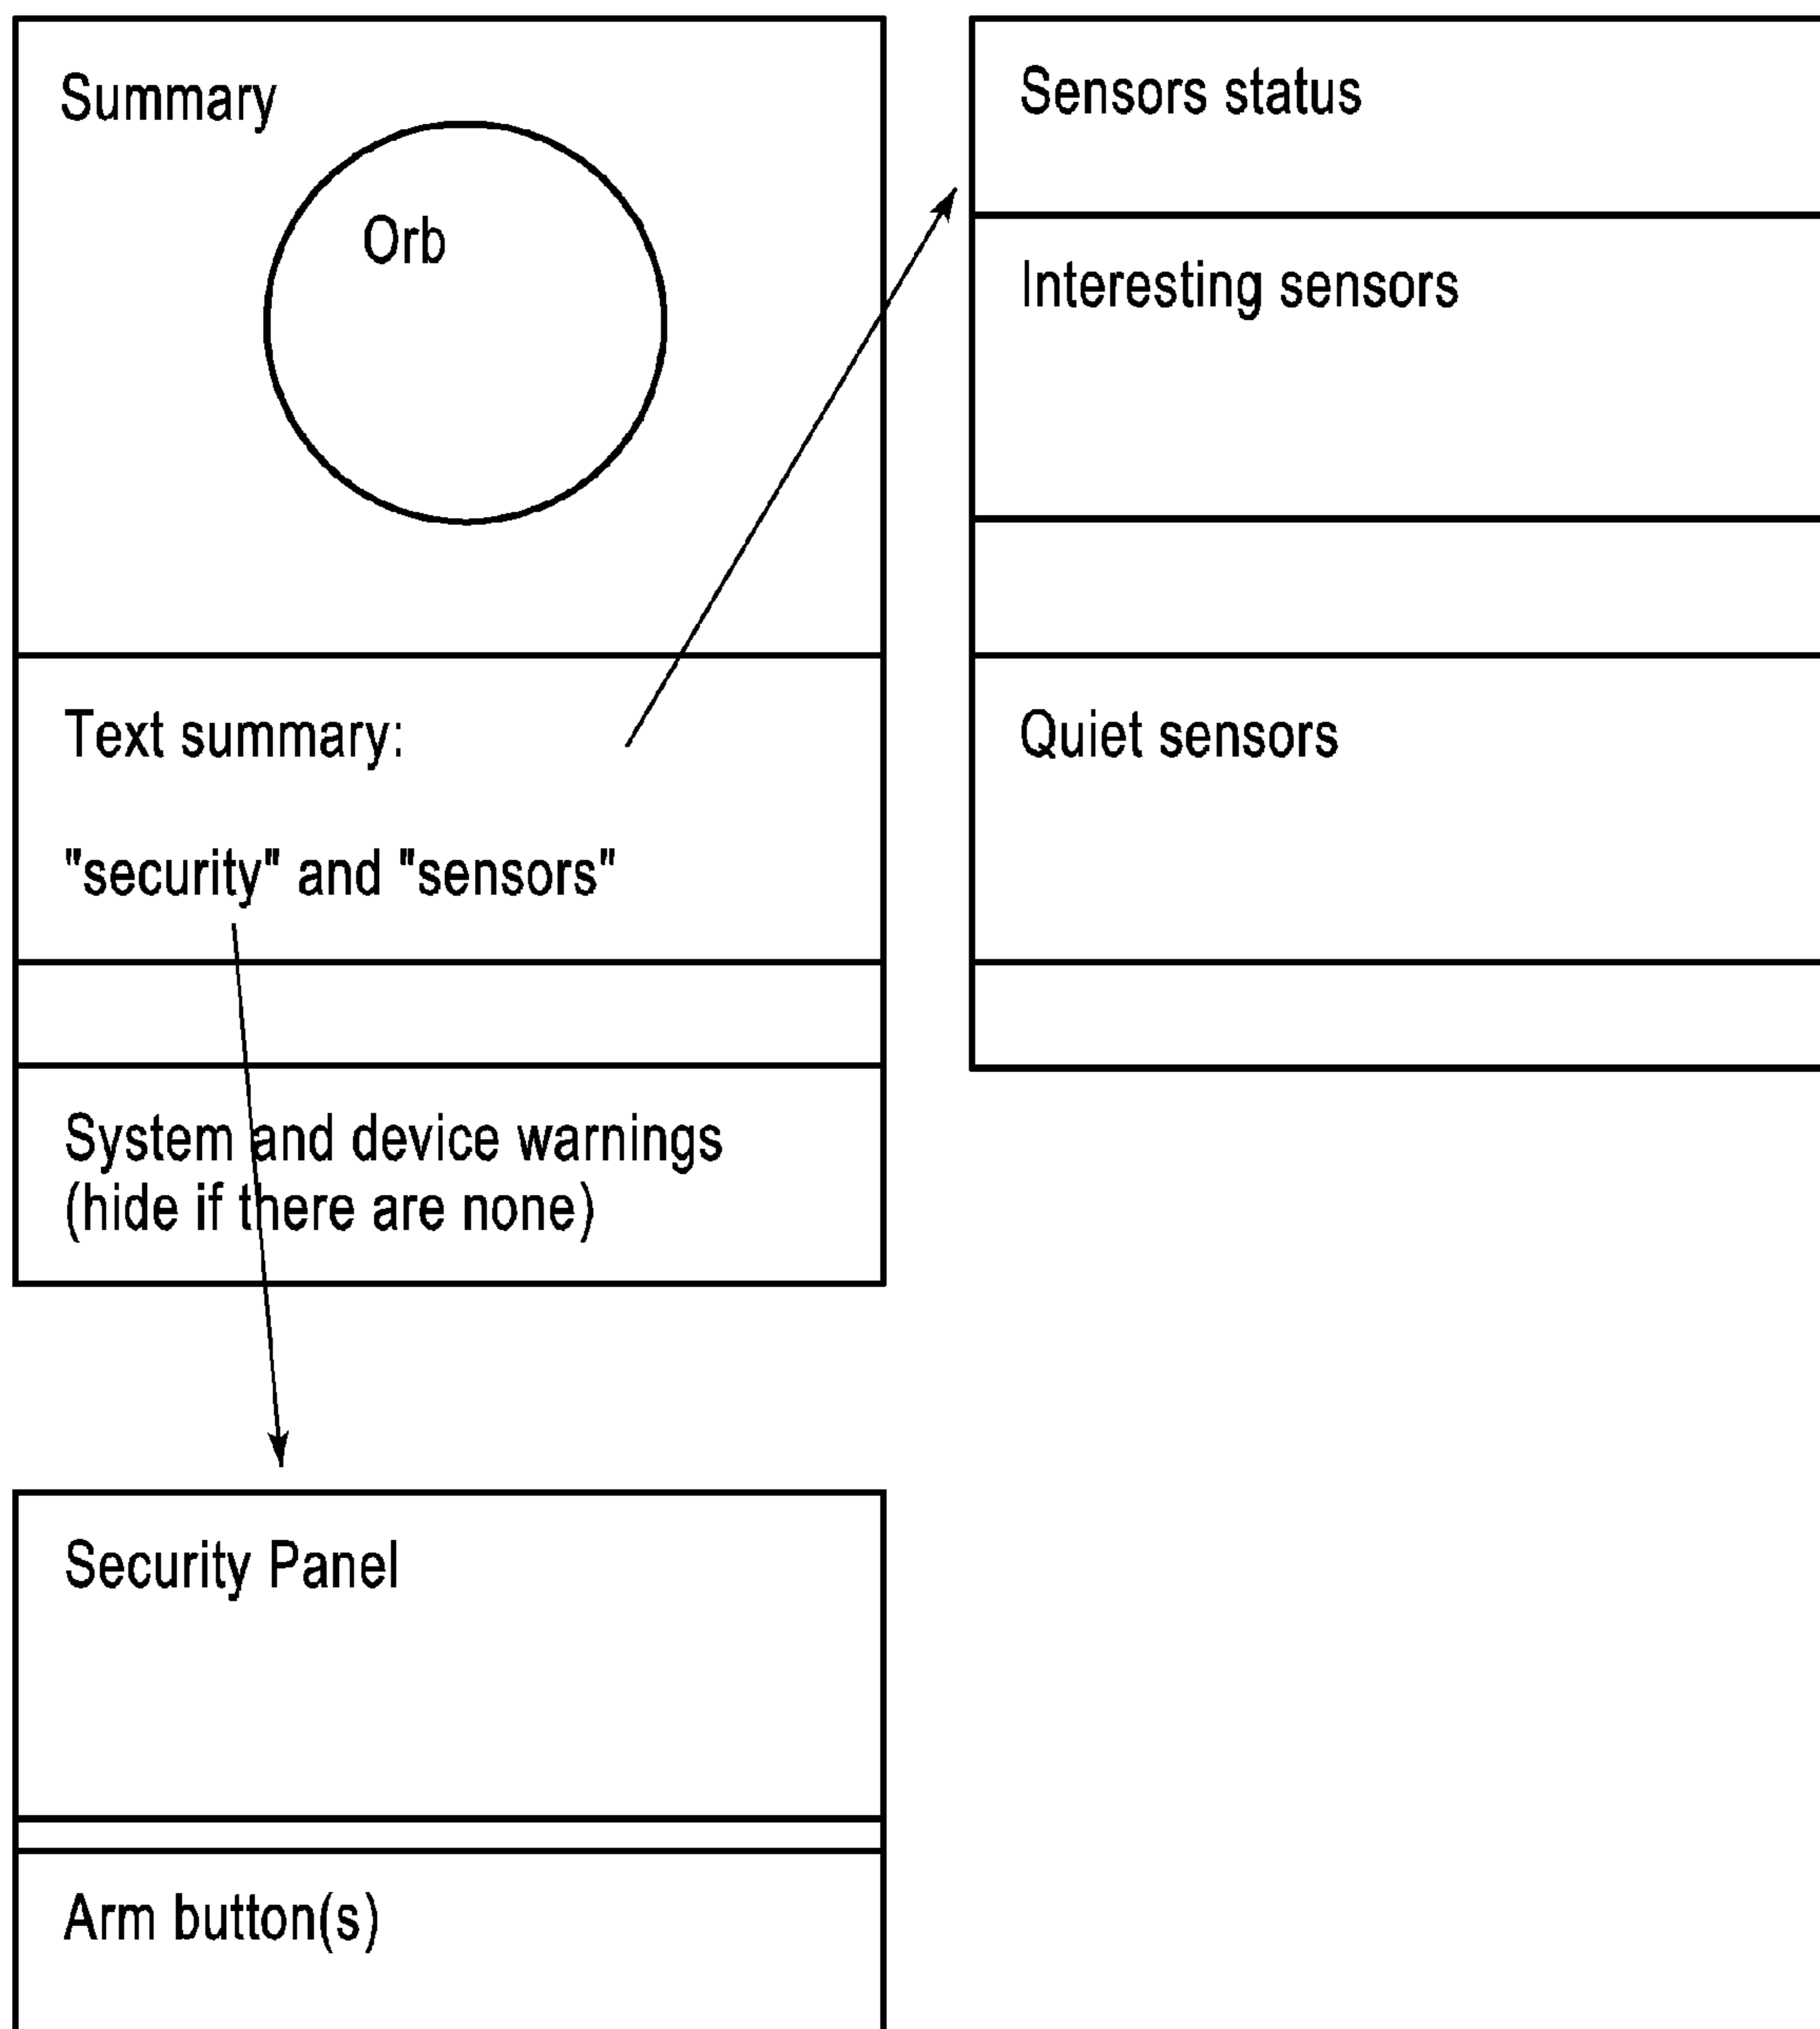 Summary
Orb
Text summary:
"security" and "sensors"
System and device warnings
(hide if there are none)
Sensors status
Interesting sensors
Quiet sensors
Security Panel
Arm button(s)